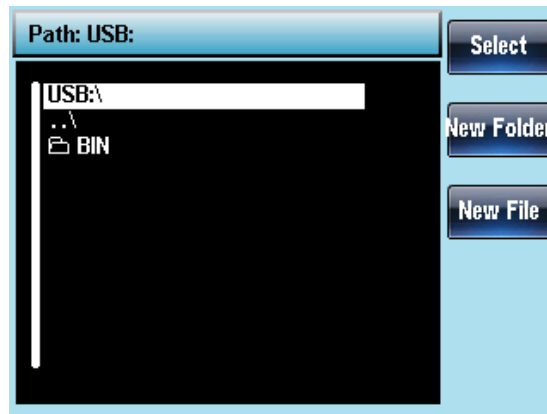 Path: USB:
USB:\
..\
BIN
Select
New Folder
New File